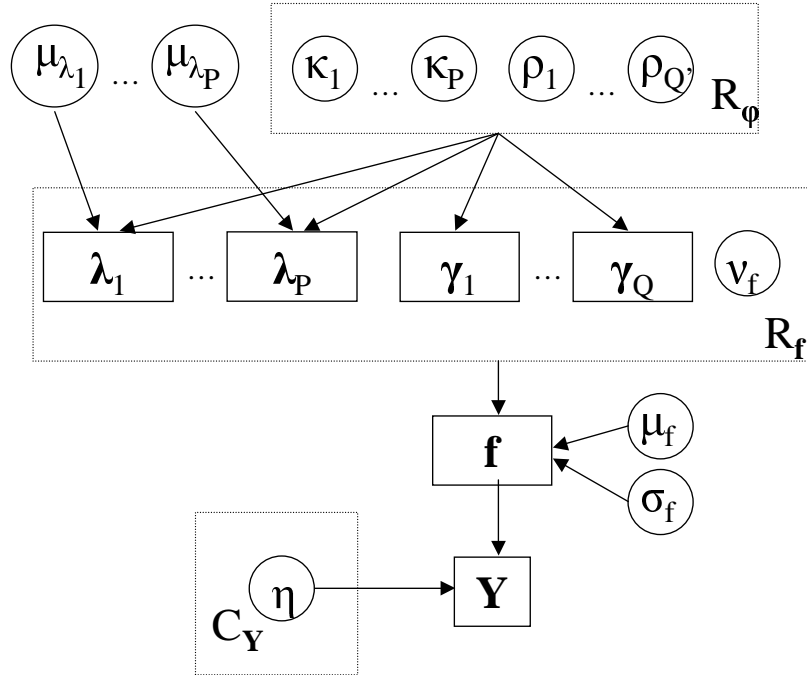 μλ1 … μλP κ1 … κP ρ1 … ρQ’ Rφ
λ1 … λP γ1 … γQ νf
Rf
f μf
σf
η Y
CY